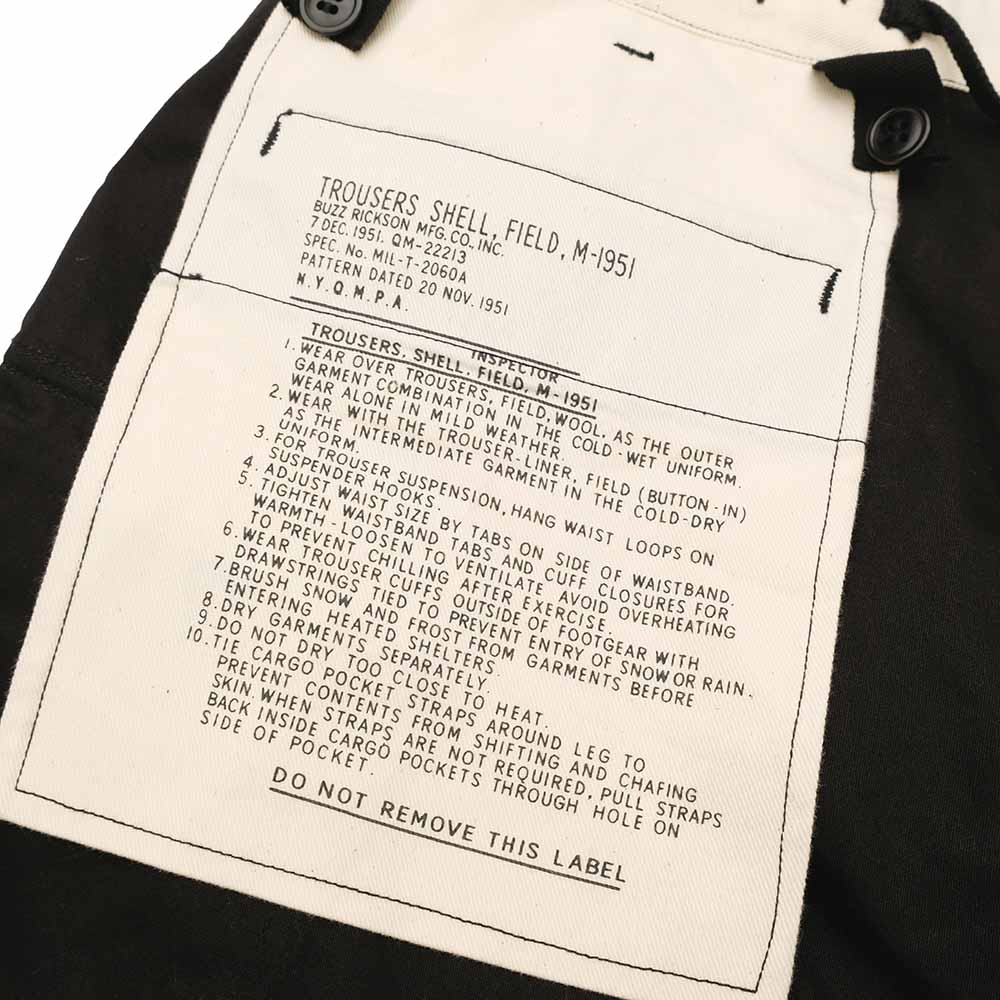 TROUSERS, SHELL, FIELD, M-1951
BUZZ RICKSON MFG. CO., INC.
7 DEC. 1951. QM-22213
SPEC. No. MIL-T-2060A
PATTERN DATED 20 NOV. 1951
N.Y.Q.M.P.A.
INSPECTOR
TROUSERS, SHELL, FIELD, M-1951
1. WEAR OVER TROUSERS, FIELD, WOOL, AS THE OUTER
GARMENT COMBINATION IN THE COLD-WET UNIFORM.
WEAR ALONE IN MILD WEATHER.
2. WEAR WITH THE TROUSER-LINER, FIELD (BUTTON-IN)
AS THE INTERMEDIATE GARMENT IN THE COLD-DRY
UNIFORM.
3. FOR TROUSER SUSPENSION, HANG WAIST LOOPS ON
SUSPENDER HOOKS.
4. ADJUST WAIST SIZE BY TABS ON SIDE OF WAISTBAND.
5. TIGHTEN WAISTBAND TABS AND CUFF CLOSURES FOR
WARMTH-LOOSEN TO VENTILATE AVOID OVERHEATING
TO PREVENT CHILLING AFTER EXERCISE.
6. WEAR TROUSER CUFFS OUTSIDE OF FOOTGEAR WITH
DRAWSTRINGS TIED TO PREVENT ENTRY OF SNOW OR RAIN.
7. BRUSH SNOW AND FROST FROM GARMENTS BEFORE
ENTERING HEATED SHELTERS.
8. DRY GARMENTS SEPARATELY.
9. DO NOT DRY TOO CLOSE TO HEAT.
10. TIE CARGO POCKET STRAPS AROUND LEG TO
PREVENT CONTENTS FROM SHIFTING AND CHAFING
SKIN. WHEN STRAPS ARE NOT REQUIRED, PULL STRAPS
BACK INSIDE CARGO POCKETS THROUGH HOLE ON
SIDE OF POCKET.
DO NOT REMOVE THIS LABEL